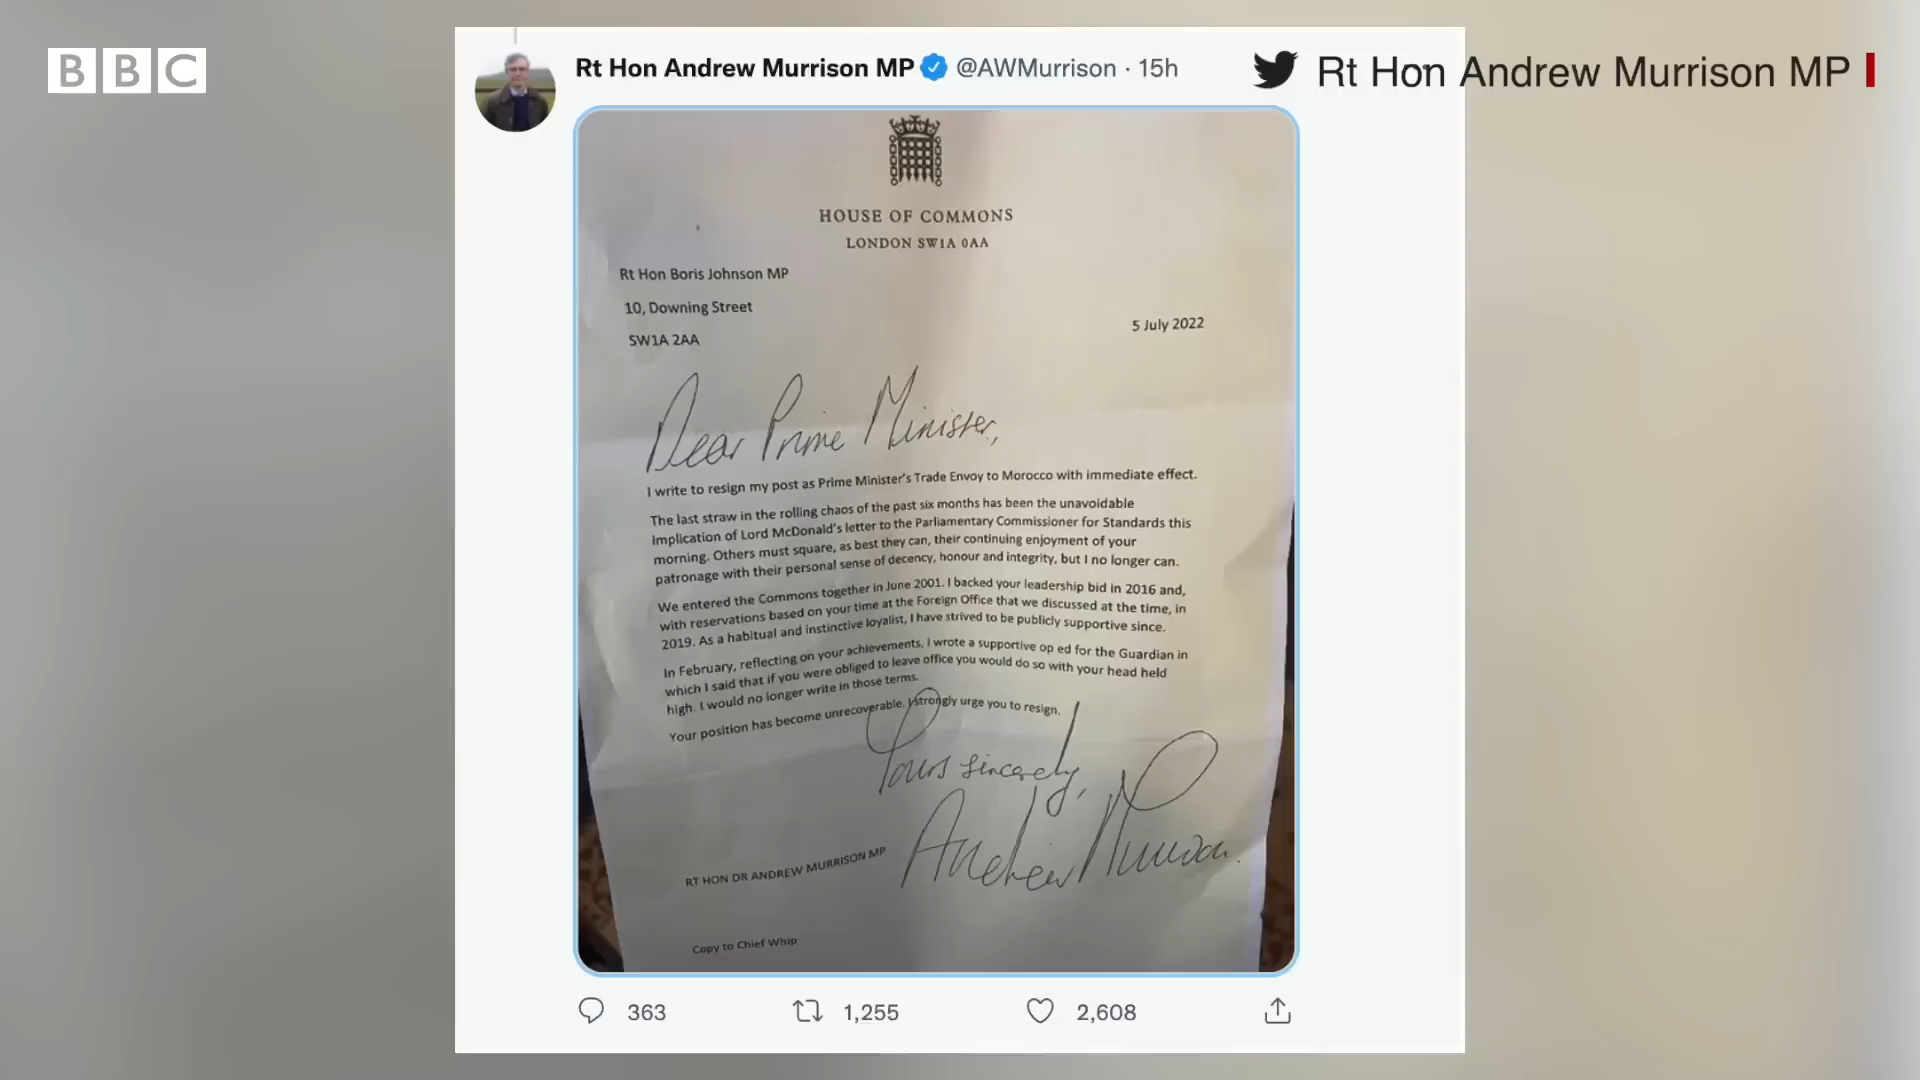 BBC
Rt Hon Andrew Murrison MP @AWMurrison · 15h
Rt Hon Andrew Murrison MP
HOUSE OF COMMONS
LONDON SW1A 0AA
Rt Hon Boris Johnson MP
10, Downing Street
SW1A 2AA
5 July 2022
Dear Prime Minister,
I write to resign my post as Prime Minister's Trade Envoy to Morocco with immediate effect.
The last straw in the rolling chaos of the past six months has been the unavoidable
implication of Lord McDonald's letter to the Parliamentary Commissioner for Standards this
morning. Others must square, as best they can, their continuing enjoyment of your
patronage with their personal sense of decency, honour and integrity, but I no longer can.
We entered the Commons together in June 2001. I backed your leadership bid in 2016 and,
with reservations based on your time at the Foreign Office that we discussed at the time, in
2019. As a habitual and instinctive loyalist, I have strived to be publicly supportive since.
In February, reflecting on your achievements, I wrote a supportive op ed for the Guardian in
which I said that if you were obliged to leave office you would do so with your head held
high. I would no longer write in those terms.
Your position has become unrecoverable. I strongly urge you to resign.
Yours sincerely,
Andrew Murrison.
RT HON DR ANDREW MURRISON MP
Copy to Chief Whip
363 1,255 2,608